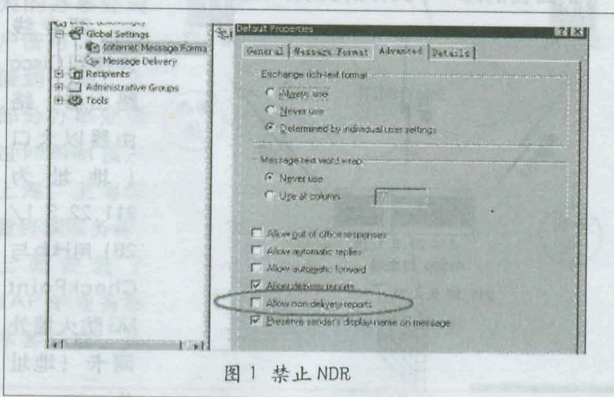 Global Settings
Internet Message Forma
Message Delivery
Recipients
Administrative Groups
Tools
Default Properties
General
Message Format
Advanced
Details
Exchange rich-text format
Always use
Never use
Determined by individual user settings
Message text word wrap
Never use
Use at column
Allow out of office responses
Allow automatic replies
Allow automatic forward
Allow delivery reports
Allow non-delivery reports
Preserve sender's display name on message
图 1 禁止 NDR